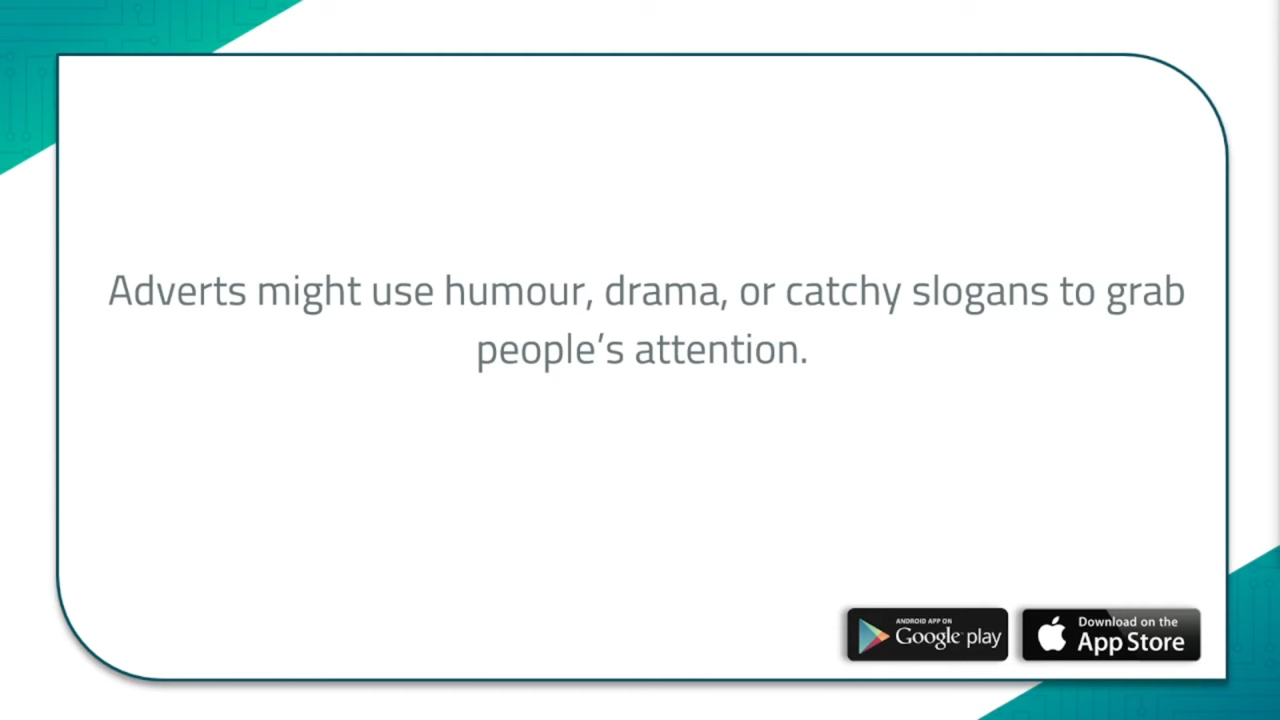 Adverts might use humour, drama, or catchy slogans to grab
people’s attention.
ANDROID APP ON
Google play
Download on the
App Store